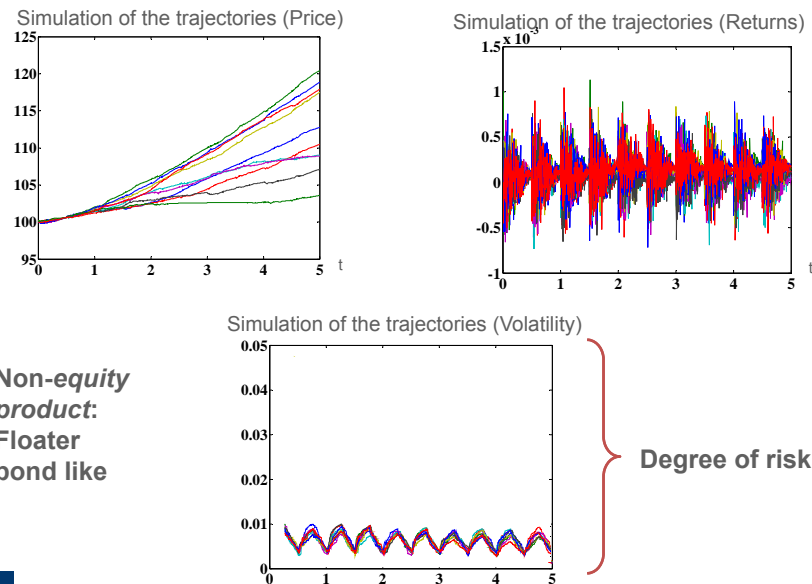 Simulation of the trajectories (Price)
125
120
115
110
105
100
95
0 1 2 3 4 5
t
Simulation of the trajectories (Returns)
x 10^-3
1.5
1
0.5
0
-0.5
-1
0 1 2 3 4 5
t
Simulation of the trajectories (Volatility)
0.05
0.04
0.03
0.02
0.01
0
0 1 2 3 4 5
Non-equity
product:
Floater
bond like
Degree of risk